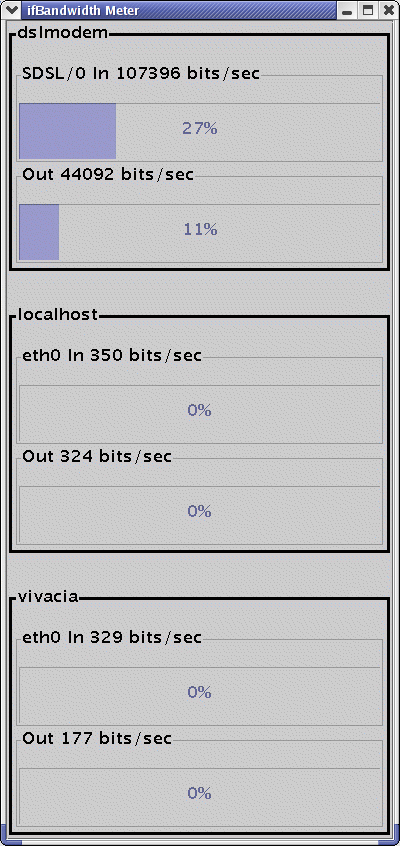 ifBandwidth Meter
dslmodem
SDSL/0 In 107396 bits/sec
27%
Out 44092 bits/sec
11%
localhost
eth0 In 350 bits/sec
0%
Out 324 bits/sec
0%
vivacia
eth0 In 329 bits/sec
0%
Out 177 bits/sec
0%